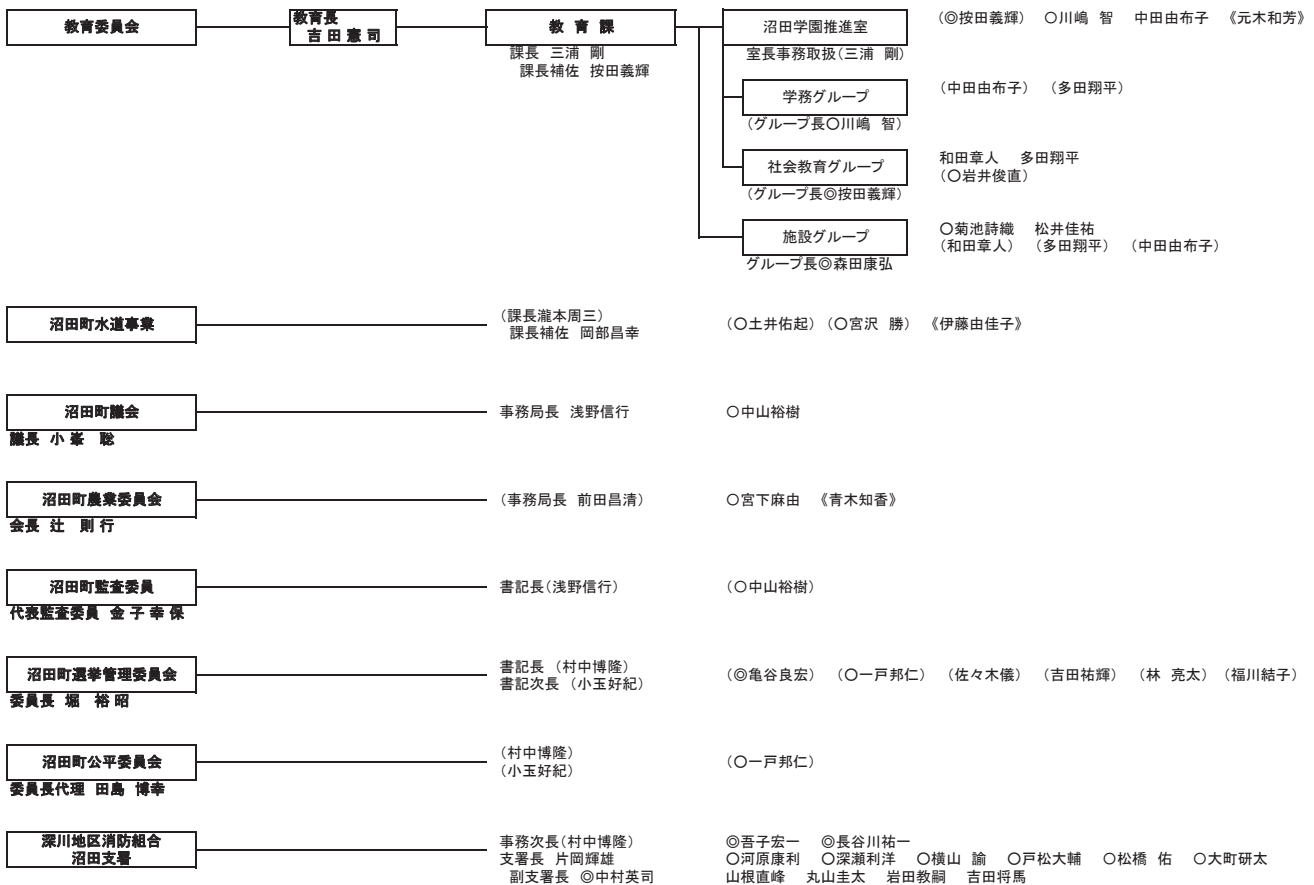 教育委員会
教育長
吉 田 憲 司
教 育 課
課長 三浦 剛
課長補佐 按田義輝
沼田学園推進室
室長事務取扱(三浦 剛)
(◎按田義輝) 〇川嶋 智 中田由布子 《元木和芳》
学務グループ
(グループ長〇川嶋 智)
(中田由布子) (多田翔平)
社会教育グループ
(グループ長◎按田義輝)
和田章人 多田翔平
(〇岩井俊直)
施設グループ
グループ長◎森田康弘
〇菊池詩織 松井佳祐
(和田章人) (多田翔平) (中田由布子)
沼田町水道事業
(課長瀧本周三)
課長補佐 岡部昌幸
(〇土井佑起) (〇宮沢 勝) 《伊藤由佳子》
沼田町議会
議長 小 峯 聡
事務局長 浅野信行
〇中山裕樹
沼田町農業委員会
会長 辻 則 行
(事務局長 前田昌清)
〇宮下麻由 《青木知香》
沼田町監査委員
代表監査委員 金 子 幸 保
書記長(浅野信行)
(〇中山裕樹)
沼田町選挙管理委員会
委員長 堀 裕 昭
書記長 (村中博隆)
書記次長 (小玉好紀)
(◎亀谷良宏) (〇一戸邦仁) (佐々木儀) (吉田祐輝) (林 亮太) (福川結子)
沼田町公平委員会
委員長代理 田島 博幸
(村中博隆)
(小玉好紀)
(〇一戸邦仁)
深川地区消防組合
沼田支署
事務次長(村中博隆)
支署長 片岡輝雄
副支署長 ◎中村英司
◎吾子宏一 ◎長谷川祐一
〇河原康利 〇深瀬利洋 〇横山 諭 〇戸松大輔 〇松橋 佑 〇大町研太
山根直峰 丸山圭太 岩田教嗣 吉田将馬